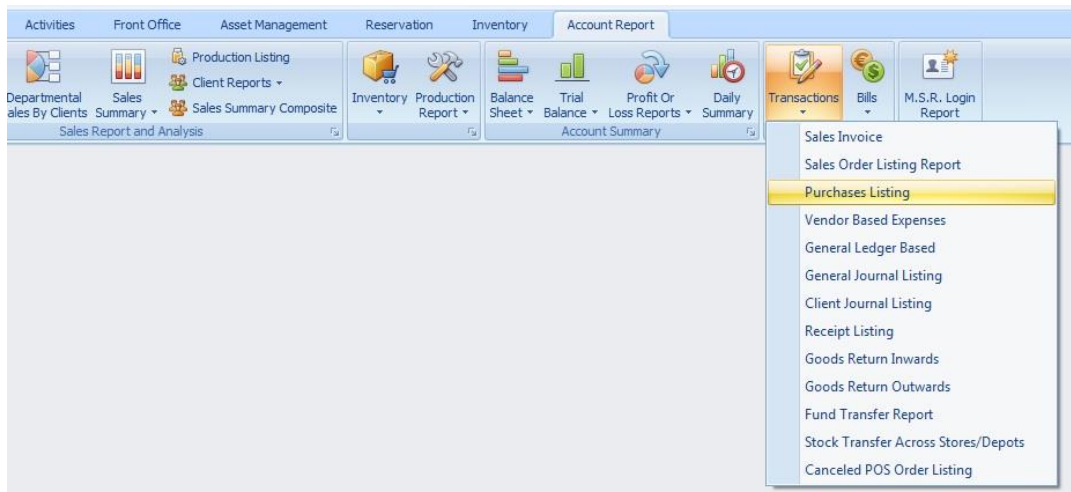 Activities Front Office Asset Management Reservation Inventory Account Report
Departmental
ales By Clients
Sales
Summary
Production Listing
Client Reports
Sales Summary Composite
Sales Report and Analysis
Inventory
Production
Report
Balance
Sheet
Trial
Balance
Profit Or
Loss Reports
Daily
Summary
Account Summary
Transactions
Bills
M.S.R. Login
Report
Sales Invoice
Sales Order Listing Report
Purchases Listing
Vendor Based Expenses
General Ledger Based
General Journal Listing
Client Journal Listing
Receipt Listing
Goods Return Inwards
Goods Return Outwards
Fund Transfer Report
Stock Transfer Across Stores/Depots
Canceled POS Order Listing